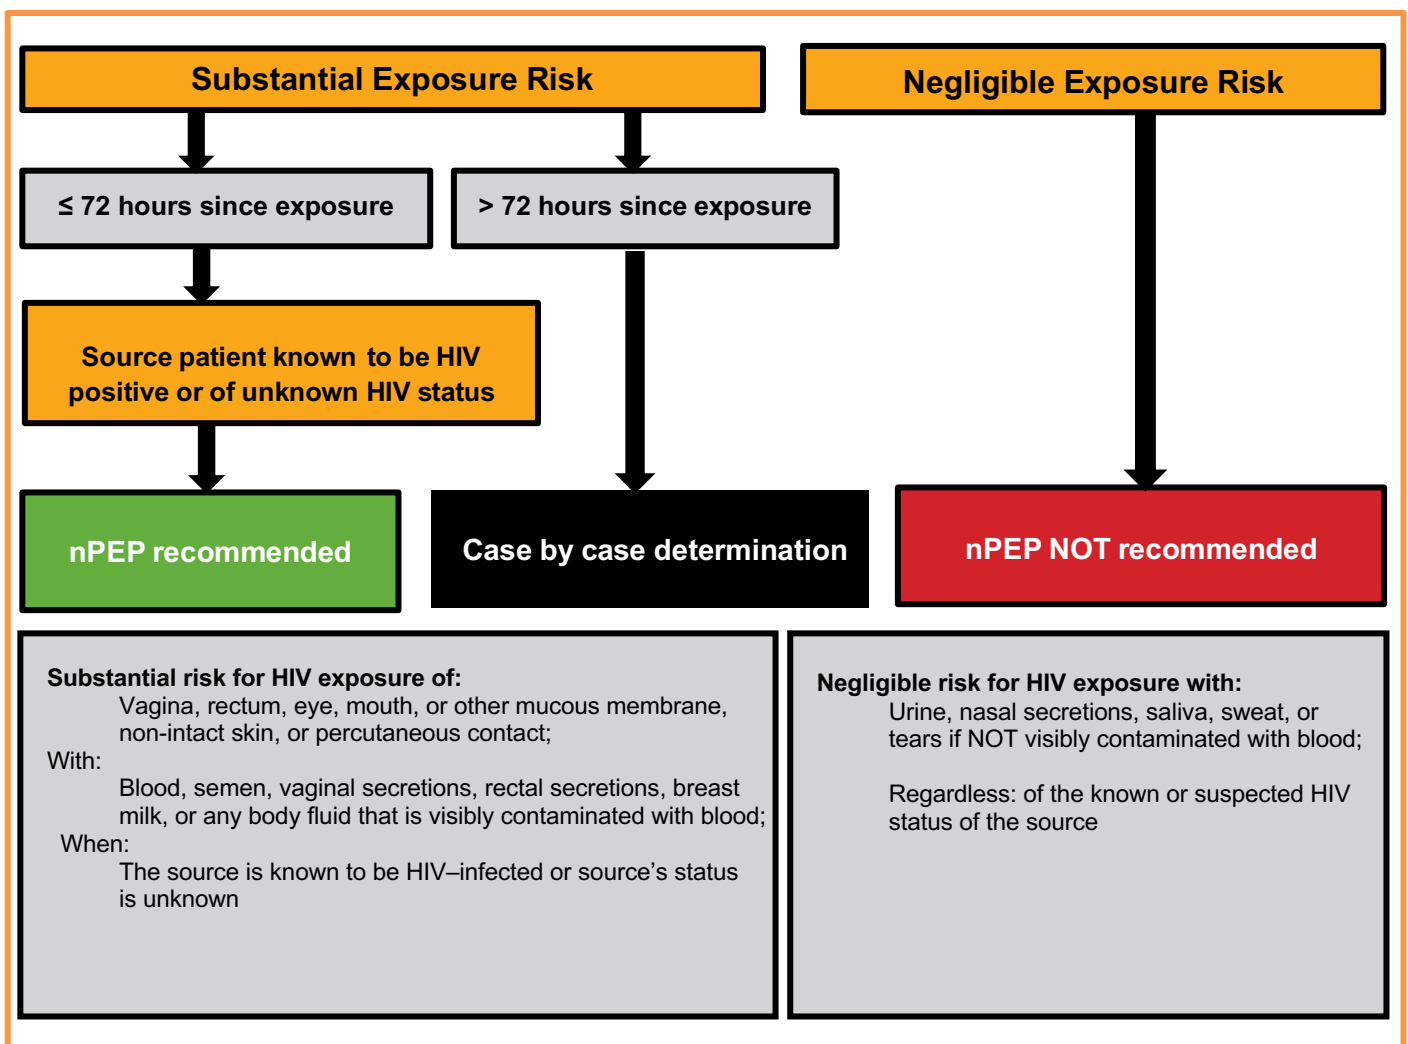 Substantial Exposure Risk
Negligible Exposure Risk
≤ 72 hours since exposure
> 72 hours since exposure
Source patient known to be HIV
positive or of unknown HIV status
nPEP recommended
Case by case determination
nPEP NOT recommended
Substantial risk for HIV exposure of:
Vagina, rectum, eye, mouth, or other mucous membrane,
non-intact skin, or percutaneous contact;
With:
Blood, semen, vaginal secretions, rectal secretions, breast
milk, or any body fluid that is visibly contaminated with blood;
When:
The source is known to be HIV–infected or source’s status
is unknown
Negligible risk for HIV exposure with:
Urine, nasal secretions, saliva, sweat, or
tears if NOT visibly contaminated with blood;
Regardless: of the known or suspected HIV
status of the source